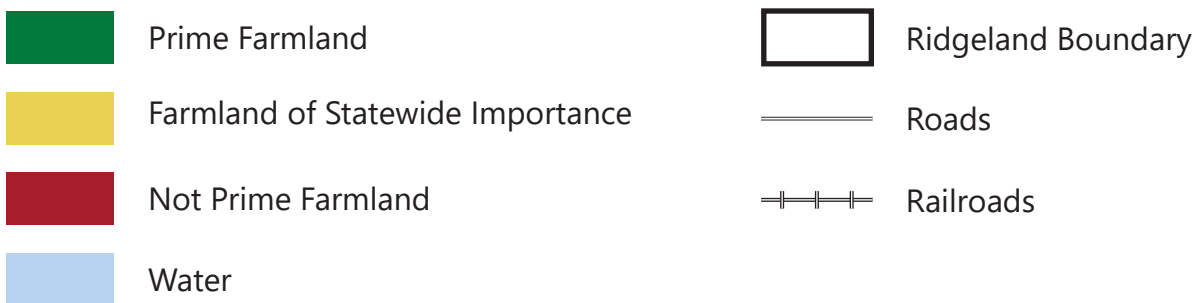 Prime Farmland
Farmland of Statewide Importance
Not Prime Farmland
Water
Ridgeland Boundary
Roads
Railroads